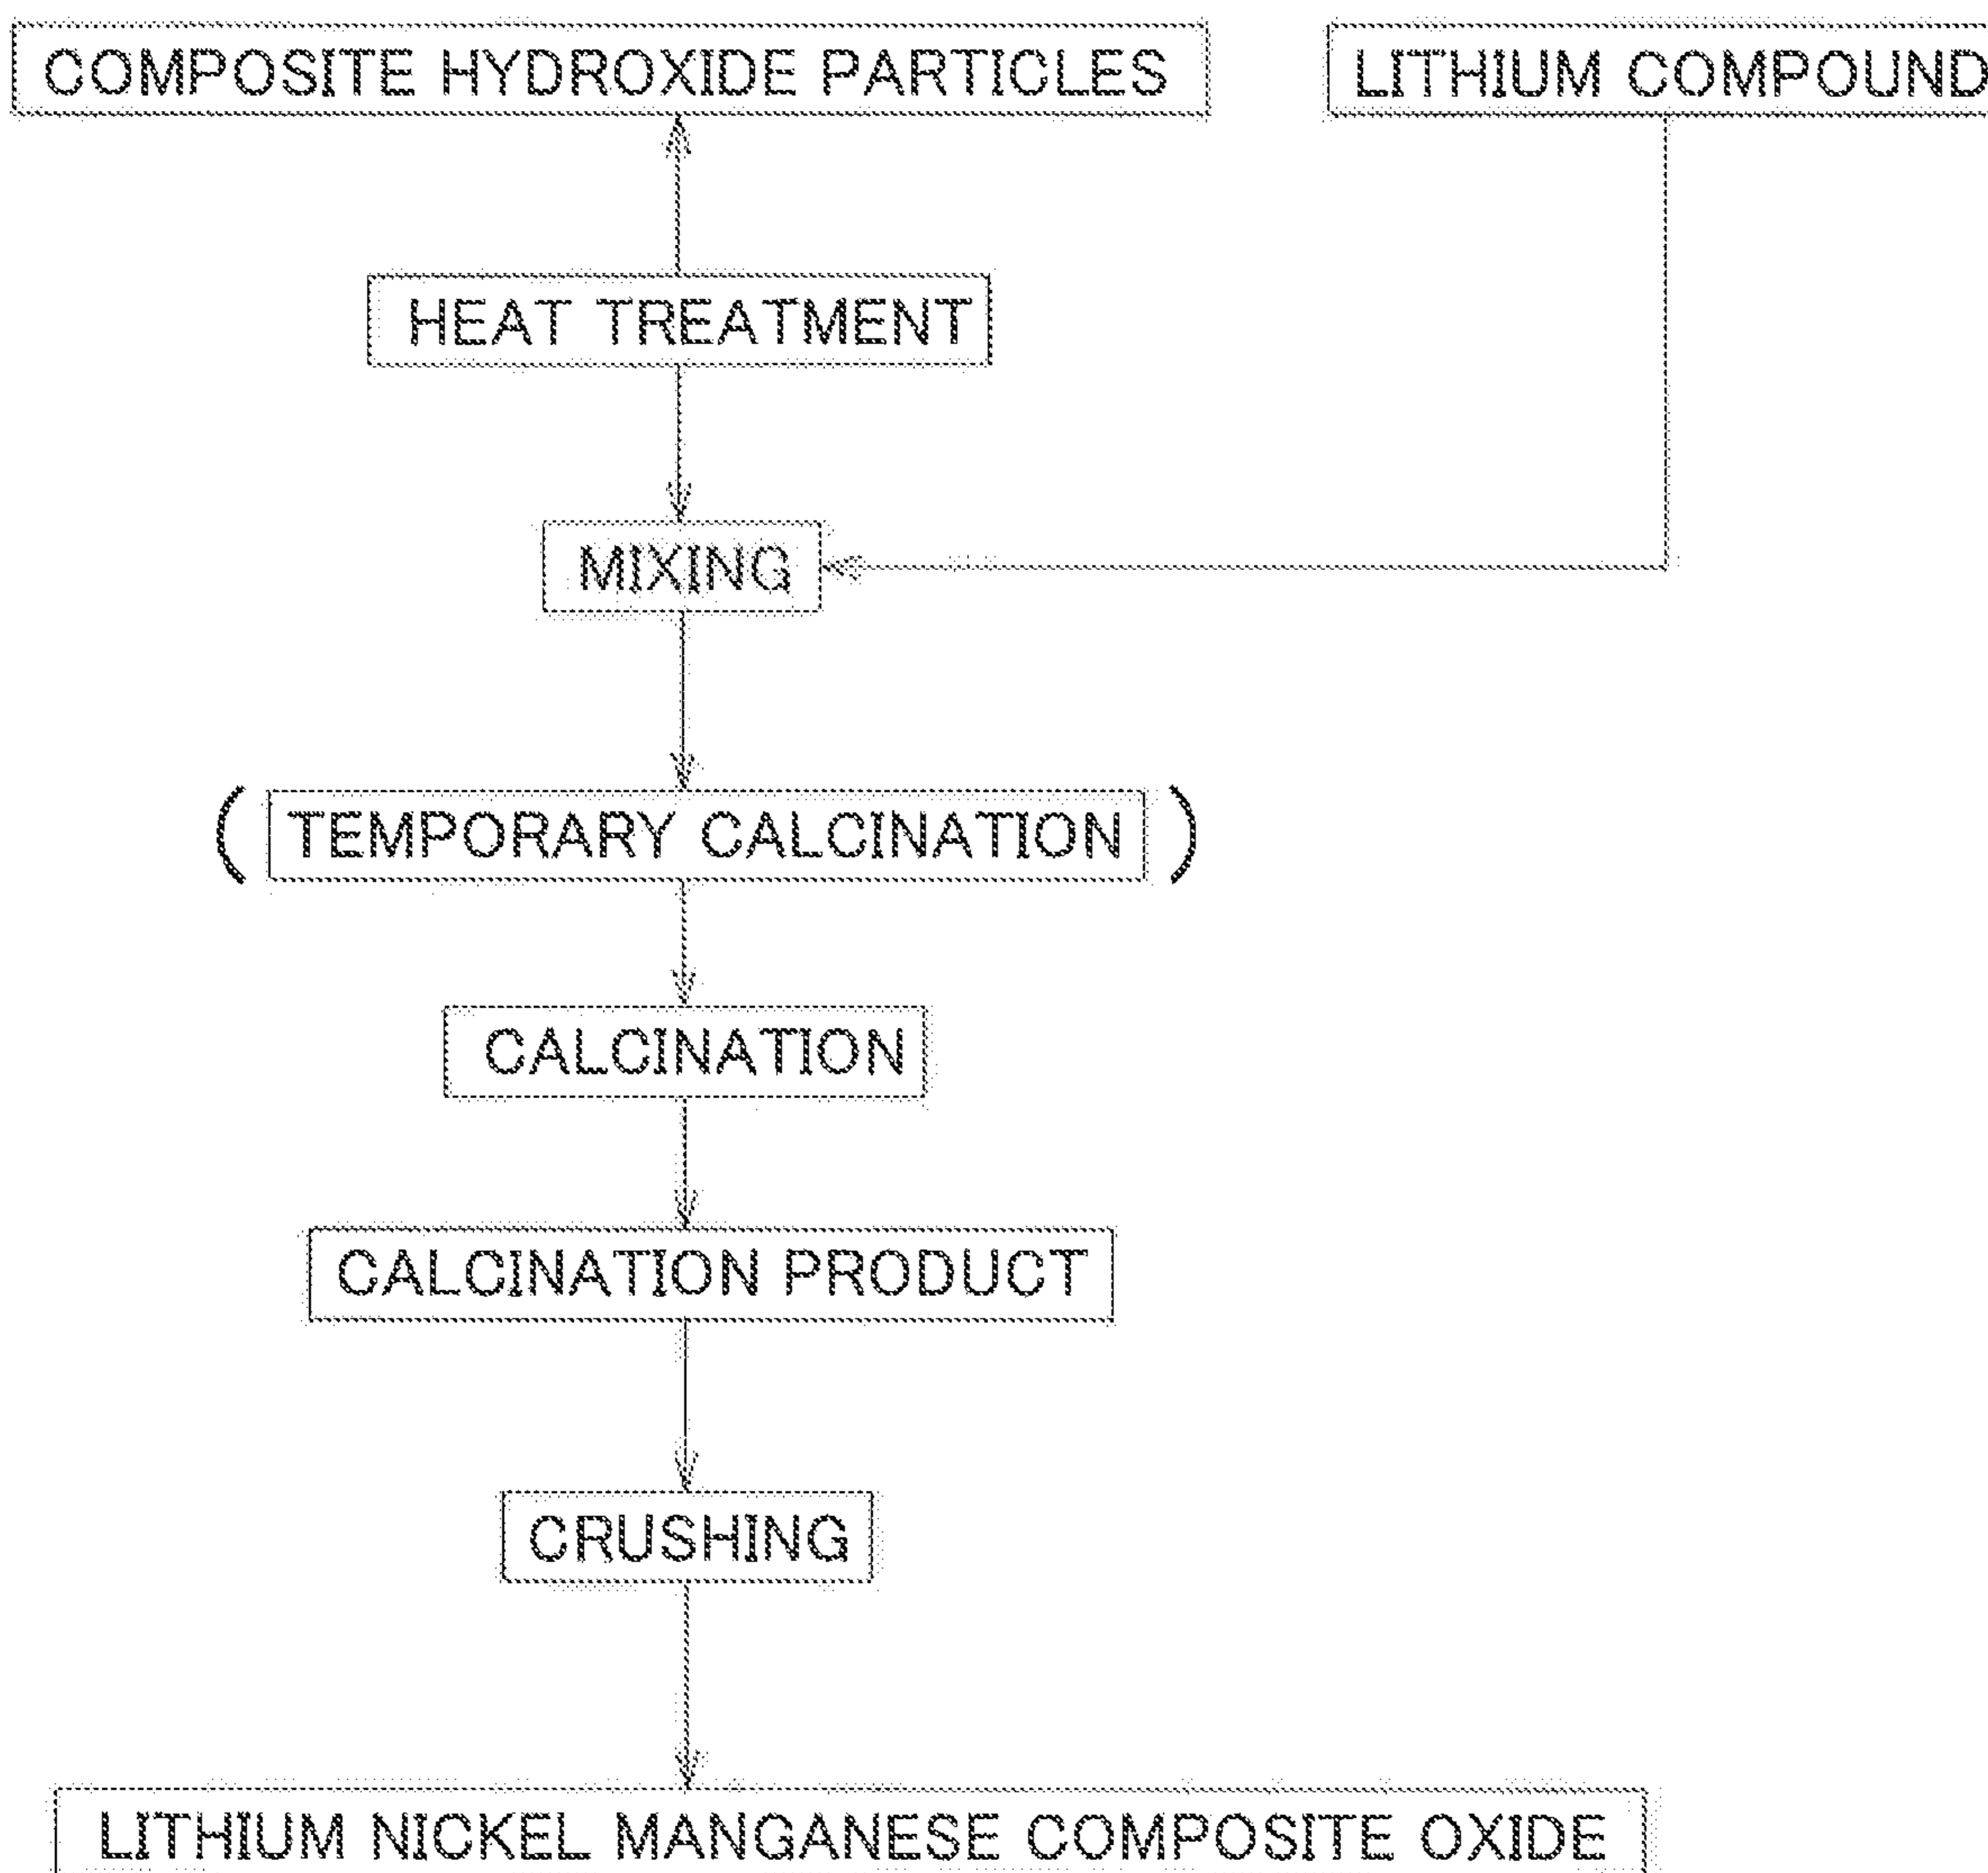 COMPOSITE HYDROXIDE PARTICLES
LITHIUM COMPOUND
HEAT TREATMENT
MIXING
( TEMPORARY CALCINATION )
CALCINATION
CALCINATION PRODUCT
CRUSHING
LITHIUM NICKEL MANGANESE COMPOSITE OXIDE